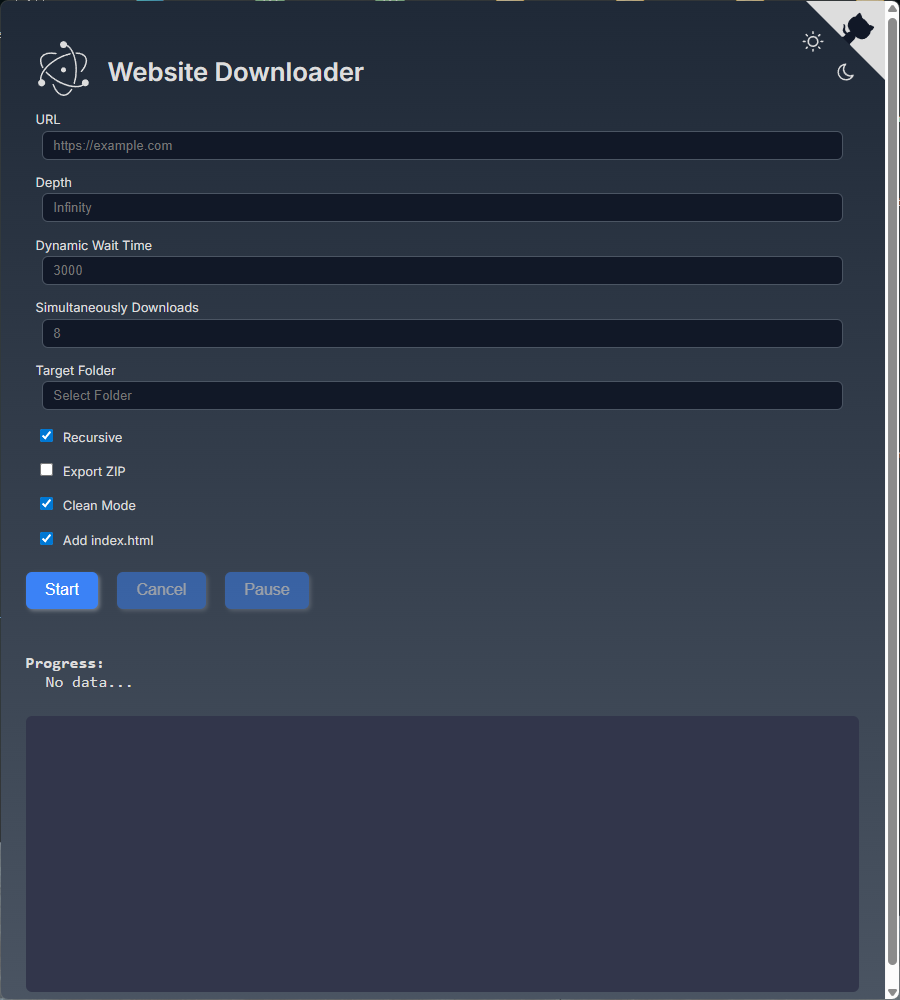 Website Downloader
URL
https://example.com
Depth
Infinity
Dynamic Wait Time
3000
Simultaneously Downloads
8
Target Folder
Select Folder
Recursive
Export ZIP
Clean Mode
Add index.html
Start Cancel Pause
Progress:
No data...